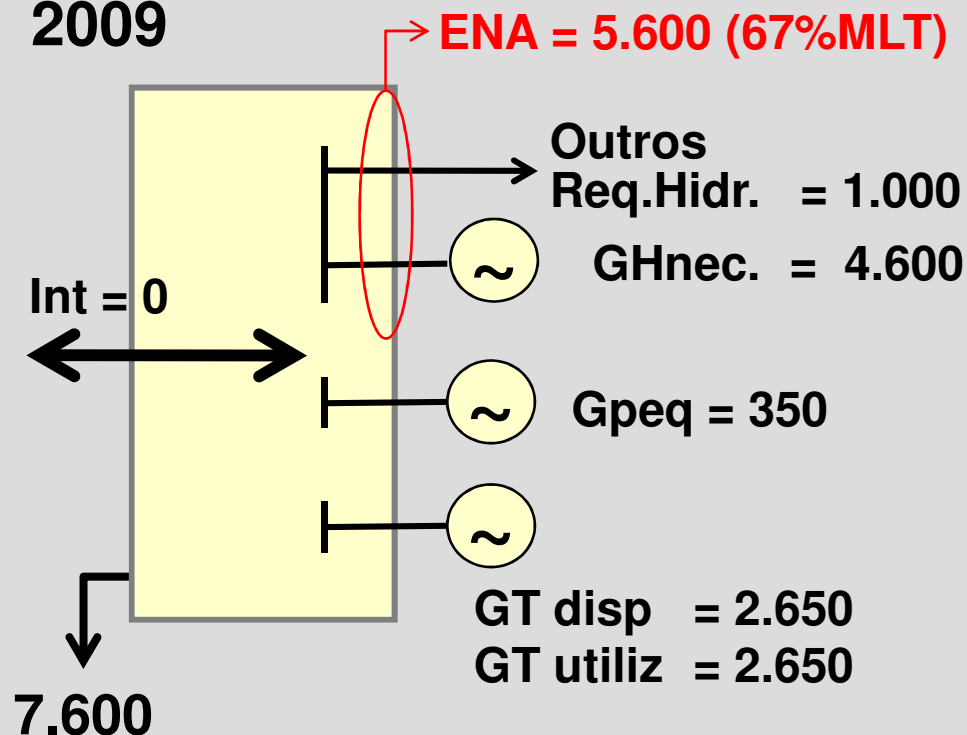 2009
ENA = 5.600 (67%MLT)
Outros
Req.Hidr. = 1.000
~ GHnec. = 4.600
Int = 0
~ Gpeq = 350
~
GT disp = 2.650
GT utiliz = 2.650
7.600